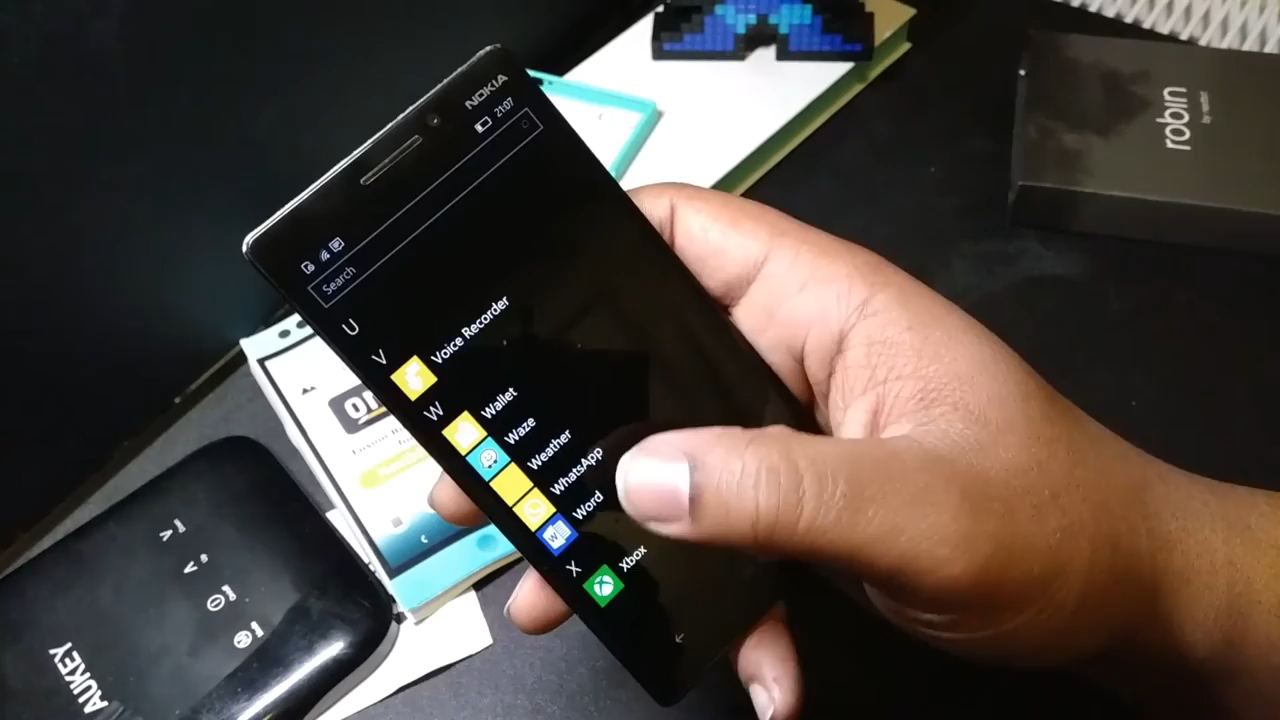 NOKIA
21:07
Search
U
V
Voice Recorder
W
Wallet
Waze
Weather
WhatsApp
Word
X
Xbox
robin
AUKEY